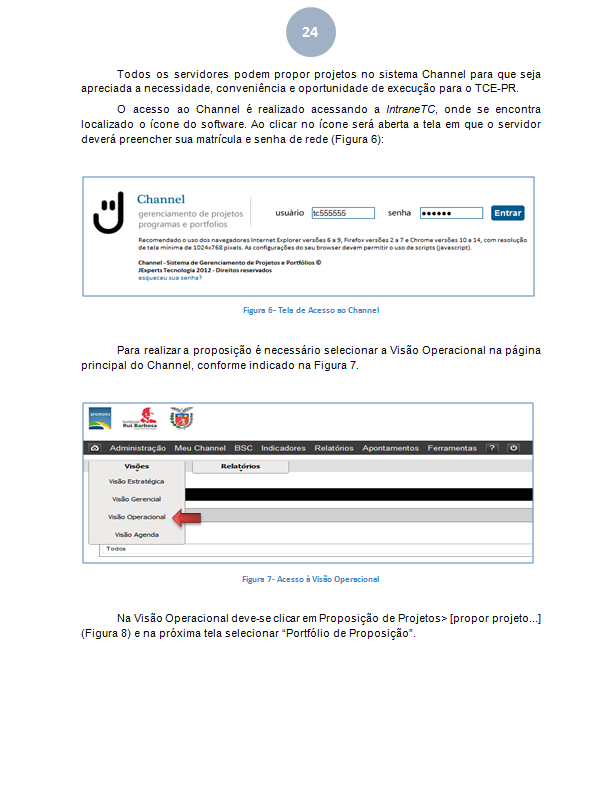 24
Todos os servidores podem propor projetos no sistema Channel para que seja
apreciada a necessidade, conveniência e oportunidade de execução para o TCE-PR.
O acesso ao Channel é realizado acessando a IntraneTC, onde se encontra
localizado o ícone do software. Ao clicar no ícone será aberta a tela em que o servidor
deverá preencher sua matrícula e senha de rede (Figura 6):
Channel
gerenciamento de projetos
programas e portfolios
usuário tc555555 senha ●●●●●● Entrar
Recomendado o uso dos navegadores Internet Explorer versões 6 a 9, Firefox versões 2 a 7 e Chrome versões 10 a 14, com resolução
de tela mínima de 1024x768 pixels. As configurações do seu browser devam permitir o uso de scripts (javascript).
Channel - Sistema de Gerenciamento de Projetos e Portfólios ©
JExperts Tecnologia 2012 - Direitos reservados
esqueceu sua senha?
Figura 6- Tela de Acesso ao Channel
Para realizar a proposição é necessário selecionar a Visão Operacional na página
principal do Channel, conforme indicado na Figura 7.
promoex
Rui Barbosa
Administração Meu Channel BSC Indicadores Relatórios Apontamentos Ferramentas ?
Visões Relatórios
Visão Estratégica
Visão Gerencial
Visão Operacional
Visão Agenda
Todos
Figura 7- Acesso à Visão Operacional
Na Visão Operacional deve-se clicar em Proposição de Projetos> [propor projeto...]
(Figura 8) e na próxima tela selecionar “Portfólio de Proposição”.